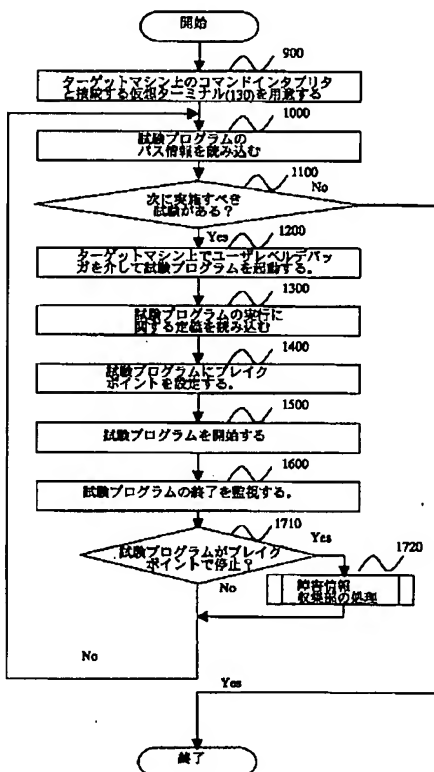 開始
900
ターゲットマシン上のコマンドインタプリタ
と接続する仮想ターミナル(130)を用意する
1000
試験プログラムの
パス情報を読み込む
1100
No
次に実施すべき
試験がある？
Yes
1200
ターゲットマシン上でユーザレベルデバッ
ガを介して試験プログラムを起動する。
1300
試験プログラムの実行に
関する定義を読み込む
1400
試験プログラムにブレイク
ポイントを設定する。
1500
試験プログラムを開始する
1600
試験プログラムの終了を監視する。
1710
Yes
1720
試験プログラムがブレイク
ポイントで停止？
No
障害情報
収集部の処理
No
Yes
終了